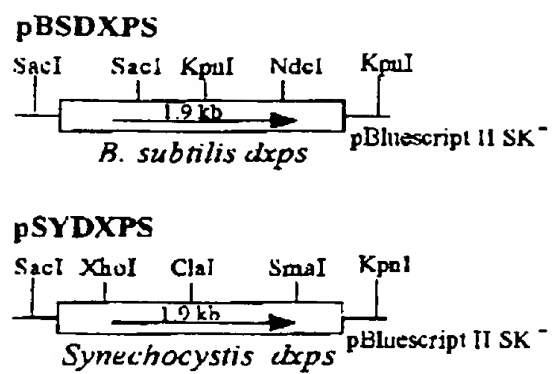 pBSDXPS
SacI SacI KpnI NdeI KpnI
1.9 kb
B. subtilis dxps
pBluescript II SK-
pSYDXPS
SacI XhoI ClaI SmaI KpnI
1.9 kb
Synechocystis dxps
pBluescript II SK-